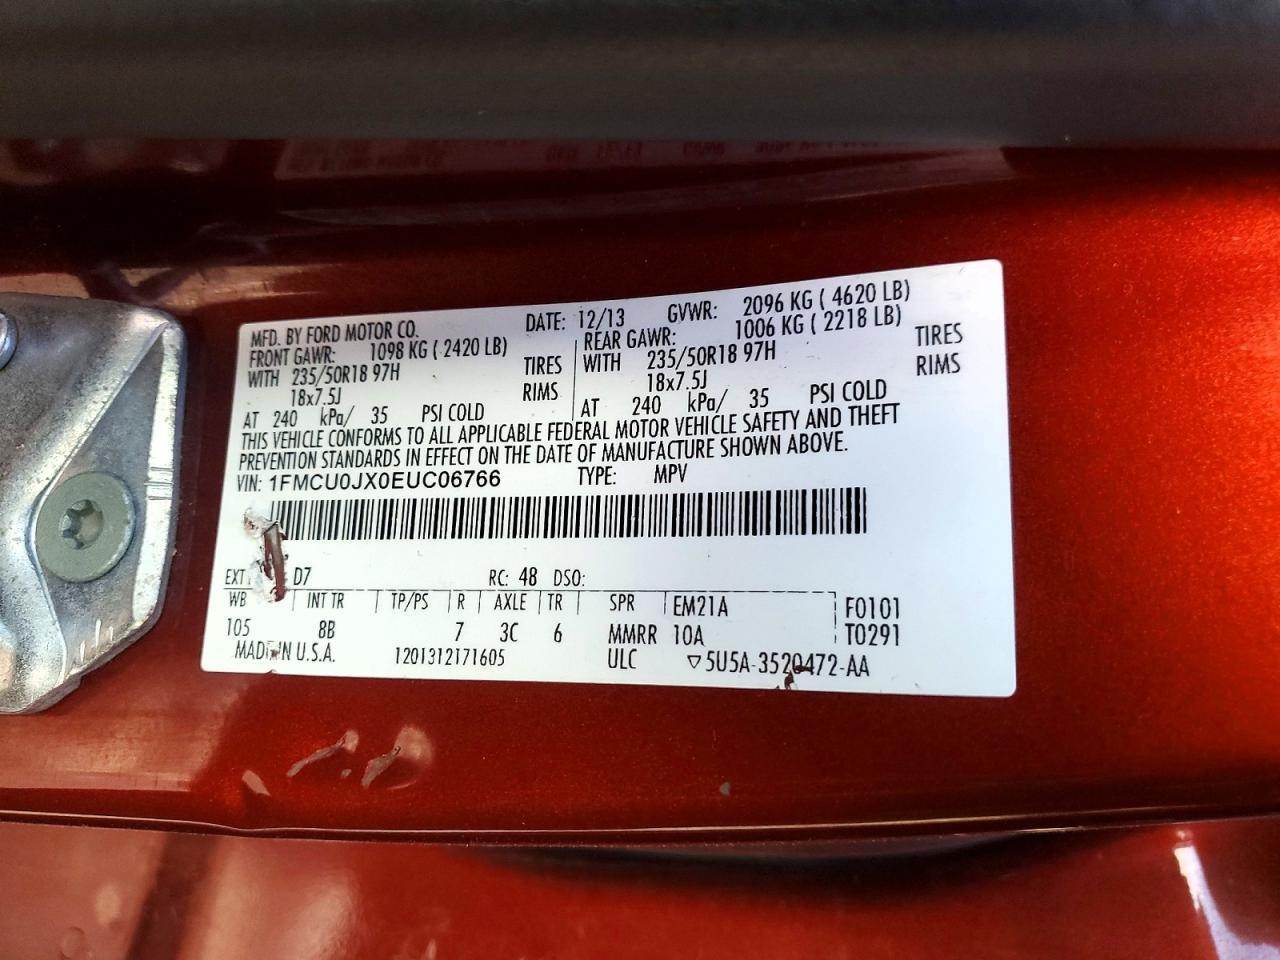 MFD. BY FORD MOTOR CO.
DATE: 12/13 GVWR: 2096 KG ( 4620 LB)
FRONT GAWR: 1098 KG ( 2420 LB)
WITH 235/50R18 97H TIRES
18x7.5J RIMS
AT 240 kPa/ 35 PSI COLD
REAR GAWR: 1006 KG ( 2218 LB)
WITH 235/50R18 97H TIRES
18x7.5J RIMS
AT 240 kPa/ 35 PSI COLD
THIS VEHICLE CONFORMS TO ALL APPLICABLE FEDERAL MOTOR VEHICLE SAFETY AND THEFT
PREVENTION STANDARDS IN EFFECT ON THE DATE OF MANUFACTURE SHOWN ABOVE.
VIN: 1FMCU0JX0EUC06766 TYPE: MPV
EXT D7 RC: 48 DSO:
WB INT TR TP/PS R AXLE TR SPR EM21A F0101
105 8B 7 3C 6 MMRR 10A T0291
MADE IN U.S.A. 1201312171605 ULC ▽5U5A-3520472-AA